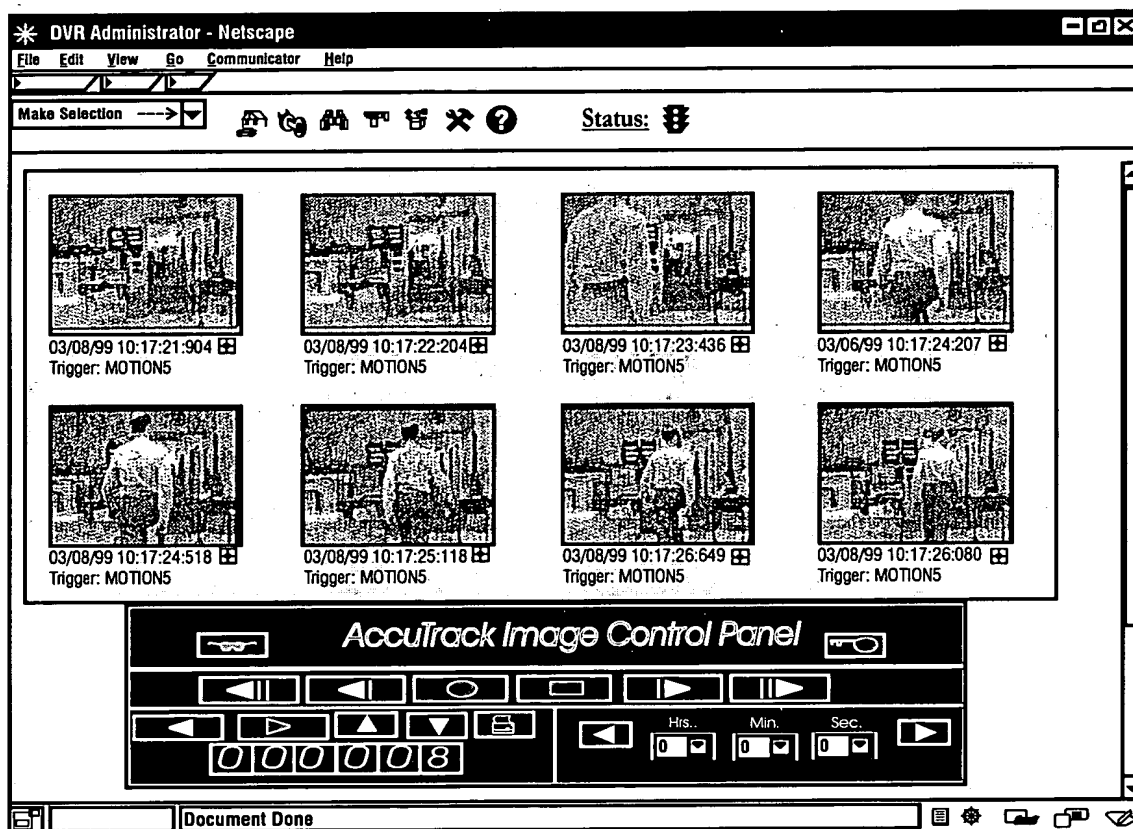 DVR Administrator - Netscape
File Edit View Go Communicator Help
Make Selection ---->
Status:
03/08/99 10:17:21:904
03/08/99 10:17:22:204
03/08/99 10:17:23:436
03/06/99 10:17:24:207
Trigger: MOTION5
Trigger: MOTION5
Trigger: MOTION5
Trigger: MOTION5
03/08/99 10:17:24:518
03/08/99 10:17:25:118
03/08/99 10:17:26:649
03/08/99 10:17:26:080
Trigger: MOTION5
Trigger: MOTION5
Trigger: MOTION5
Trigger: MOTION5
AccuTrack Image Control Panel
Hrs.. Min. Sec.
0 0 0
000008
Document Done